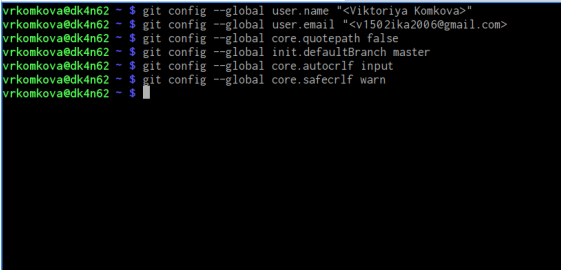 vrkomkova@dk4n62 ~ $ git config --global user.name "<Viktoriya Komkova>"
vrkomkova@dk4n62 ~ $ git config --global user.email "<v1502ika2006@gmail.com>
vrkomkova@dk4n62 ~ $ git config --global core.quotepath false
vrkomkova@dk4n62 ~ $ git config --global init.defaultBranch master
vrkomkova@dk4n62 ~ $ git config --global core.autocrlf input
vrkomkova@dk4n62 ~ $ git config --global core.safecrlf warn
vrkomkova@dk4n62 ~ $